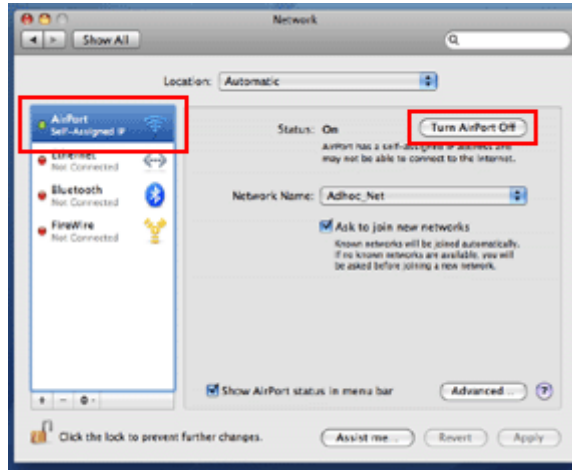 Network
Show All
Location: Automatic
AirPort
Self-Assigned IP
Ethernet
Not Connected
Bluetooth
Not Connected
FireWire
Not Connected
Status: On
Turn AirPort Off
AirPort has a self-assigned IP address and
may not be able to connect to the Internet.
Network Name: Adhoc_Net
Ask to join new networks
Known networks will be joined automatically.
If no known networks are available, you will
be asked before joining a new network.
Show AirPort status in menu bar
Advanced...
?
Click the lock to prevent further changes.
Assist me...
Revert
Apply